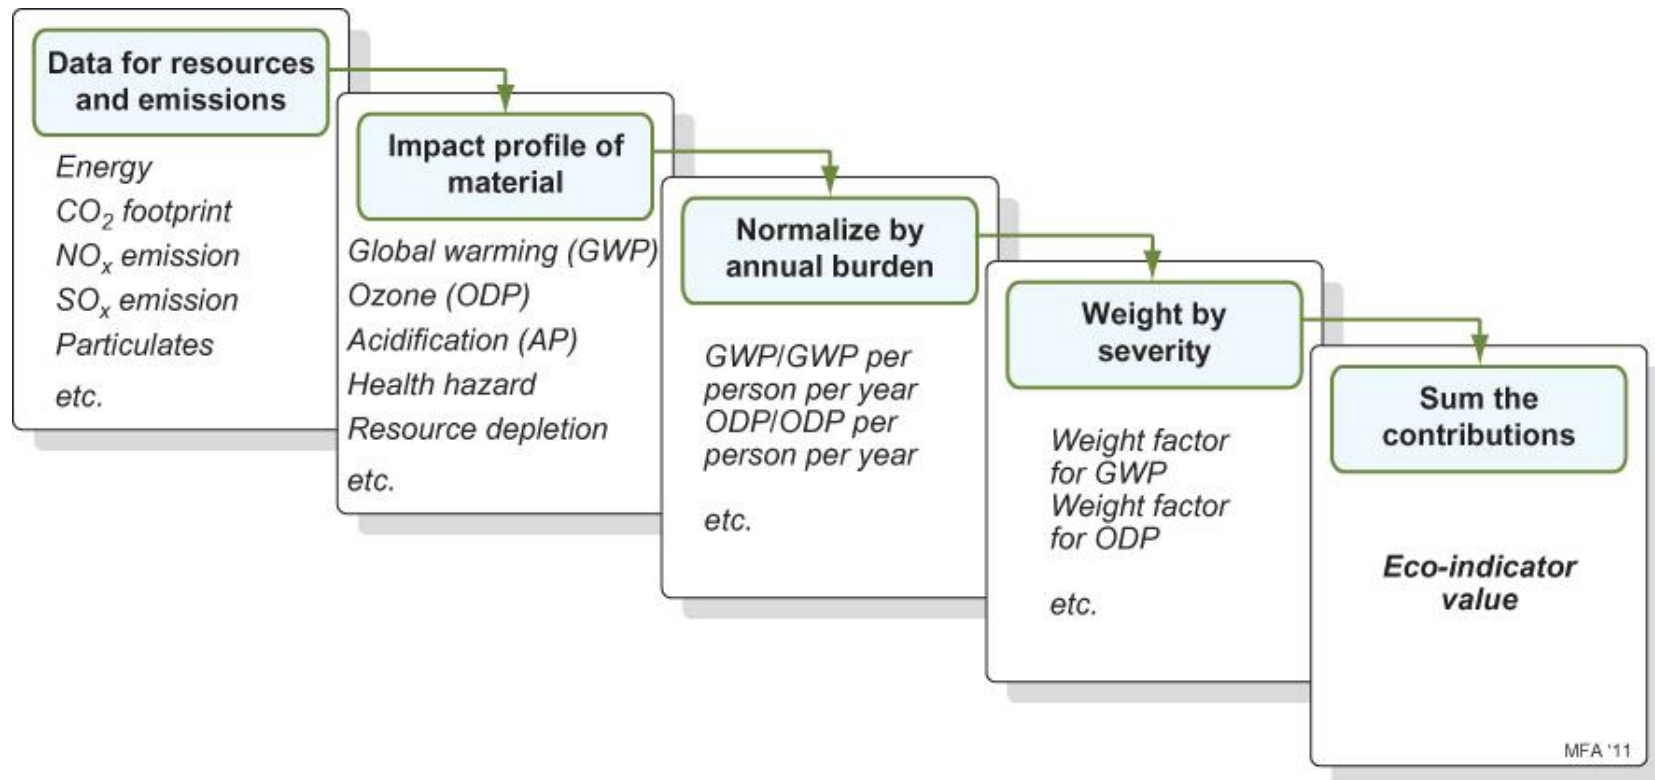 Data for resources
and emissions
Energy
CO₂ footprint
NOₓ emission
SOₓ emission
Particulates
etc.
Impact profile of
material
Global warming (GWP)
Ozone (ODP)
Acidification (AP)
Health hazard
Resource depletion
etc.
Normalize by
annual burden
GWP/GWP per
person per year
ODP/ODP per
person per year
etc.
Weight by
severity
Weight factor
for GWP
Weight factor
for ODP
etc.
Sum the
contributions
Eco-indicator
value
MFA '11